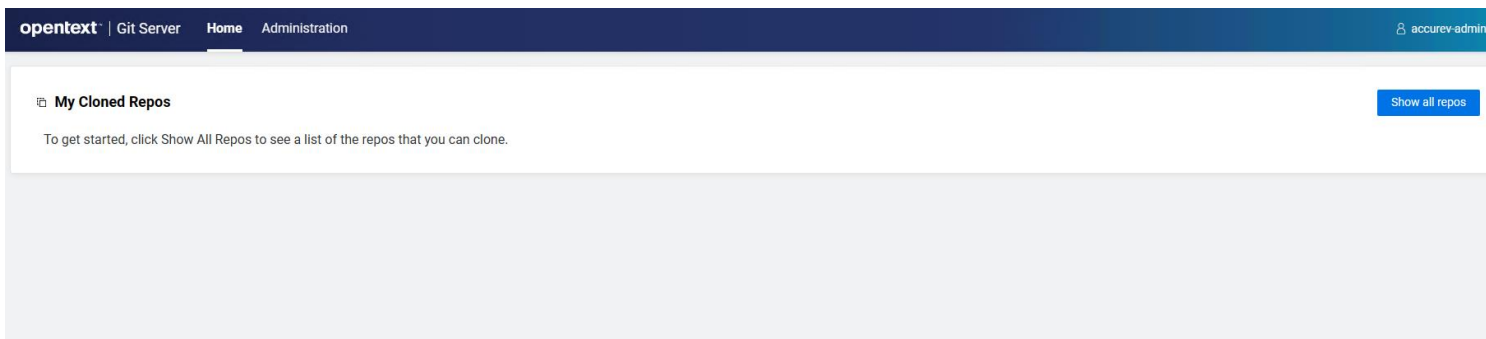 opentext™ | Git Server Home Administration accurev-admin
My Cloned Repos Show all repos
To get started, click Show All Repos to see a list of the repos that you can clone.